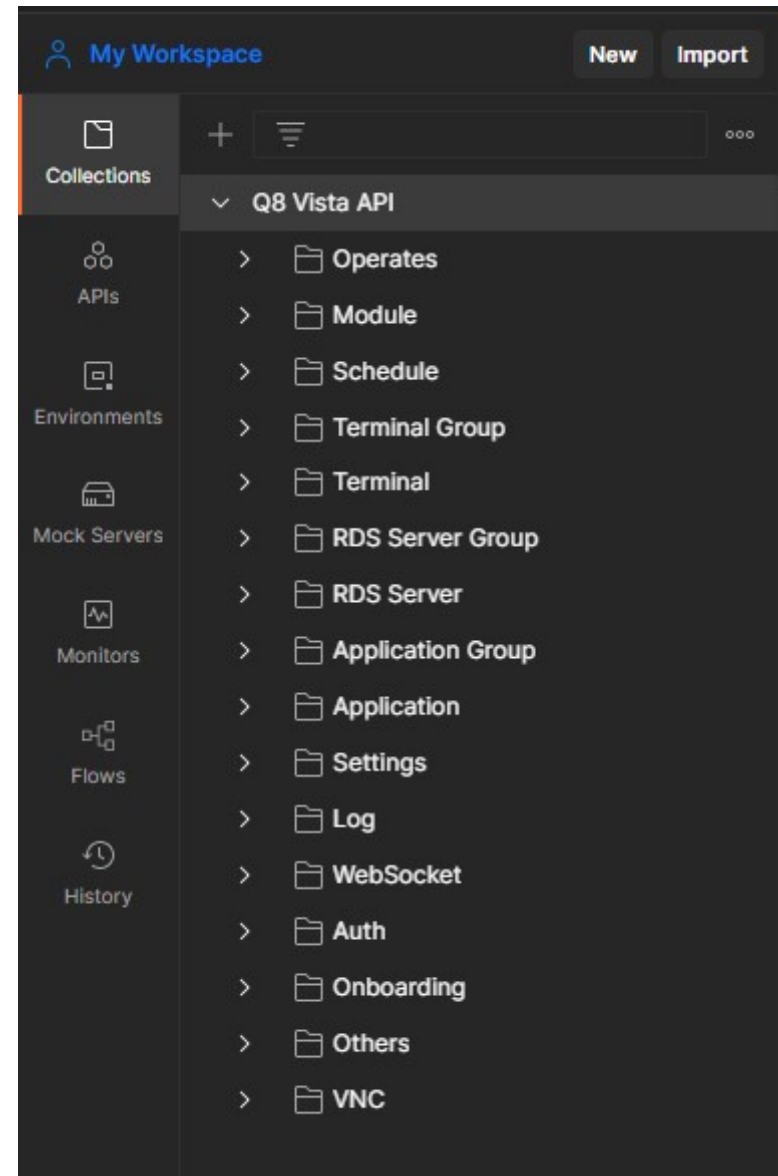 My Workspace
New
Import
Collections
APIs
Environments
Mock Servers
Monitors
Flows
History
Q8 Vista API
Operates
Module
Schedule
Terminal Group
Terminal
RDS Server Group
RDS Server
Application Group
Application
Settings
Log
WebSocket
Auth
Onboarding
Others
VNC